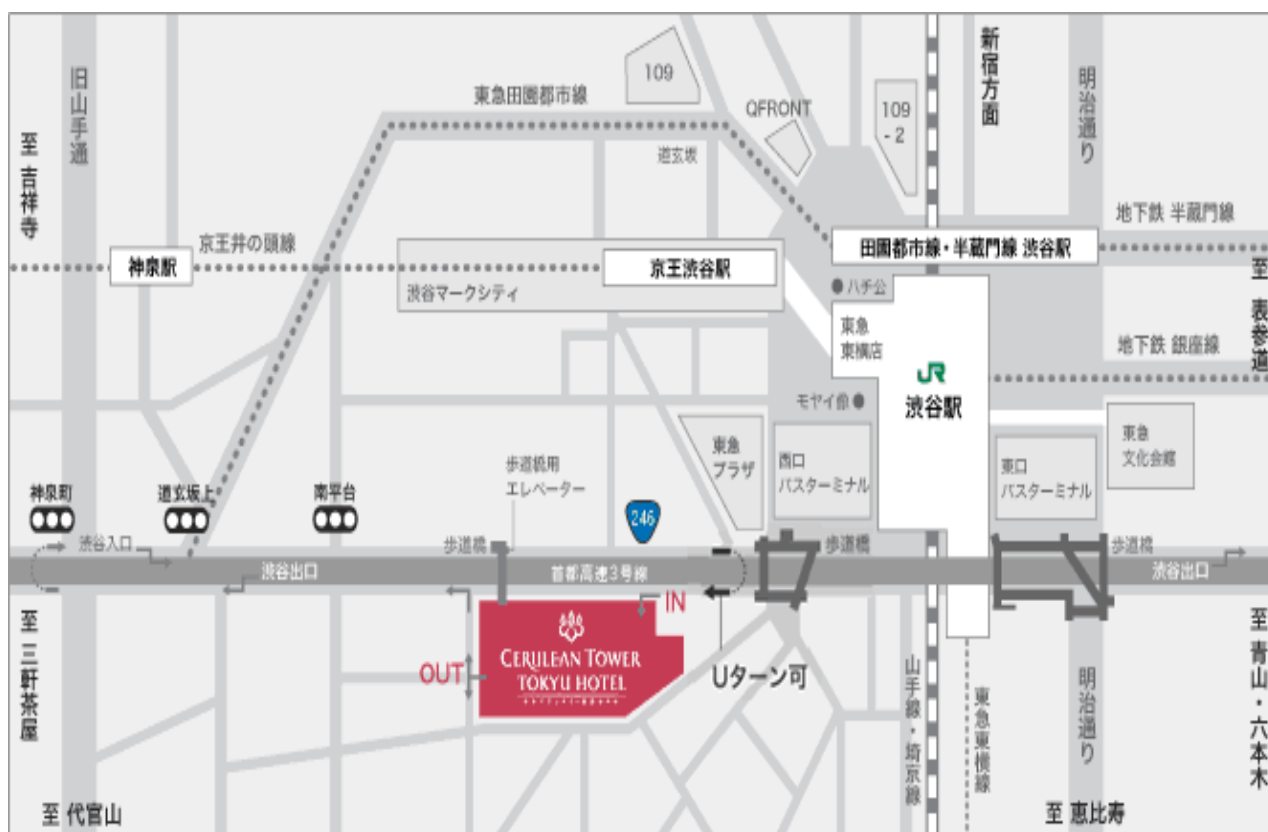 109
新宿方面
旧山手通
東急田園都市線
QFRONT
109
-2
明治通り
至 吉祥寺
道玄坂
地下鉄 半蔵門線
京王井の頭線
神泉駅
京王渋谷駅
田園都市線・半蔵門線 渋谷駅
渋谷マークシティ
ハチ公
至 表参道
東急
東横店
地下鉄 銀座線
JR
渋谷駅
モヤイ像
東急
プラザ
西口
バスターミナル
東口
バスターミナル
東急
文化会館
歩道橋用
エレベーター
神泉町
道玄坂上
南平台
246
渋谷入口
歩道橋
歩道橋
歩道橋
渋谷出口
首都高速3号線
渋谷出口
IN
CERULEAN TOWER
TOKYU HOTEL
OUT
Uターン可
至 三軒茶屋
山手線・埼京線
東急東横線
明治通り
至 青山・六本木
至 代官山
至 恵比寿